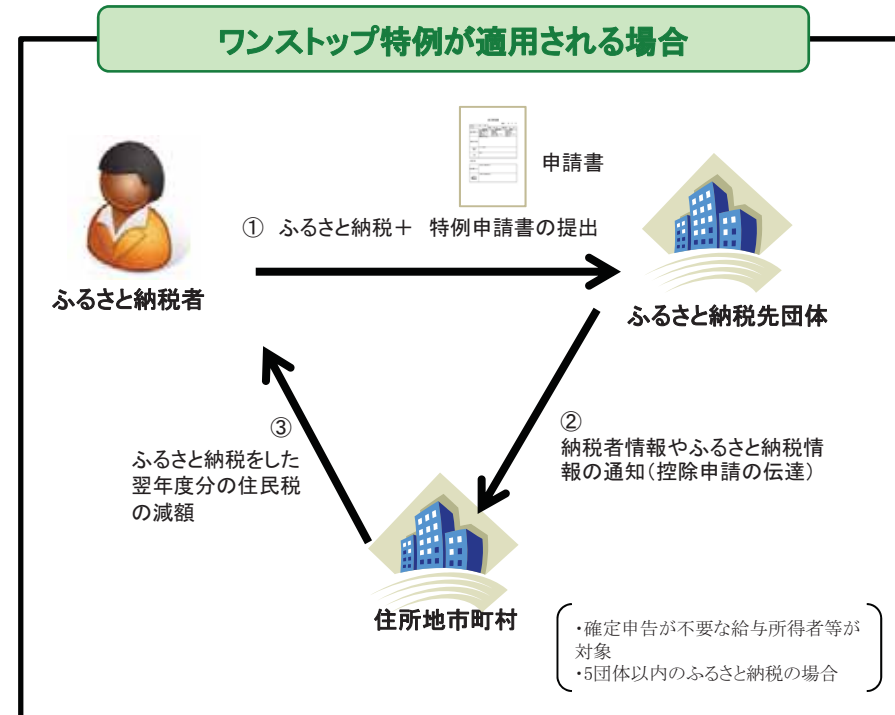 ワンストップ特例が適用される場合
申請書
① ふるさと納税＋ 特例申請書の提出
ふるさと納税者
ふるさと納税先団体
②
納税者情報やふるさと納税情
報の通知（控除申請の伝達）
③
ふるさと納税をした
翌年度分の住民税
の減額
住所地市町村
・確定申告が不要な給与所得者等が
対象
・5団体以内のふるさと納税の場合